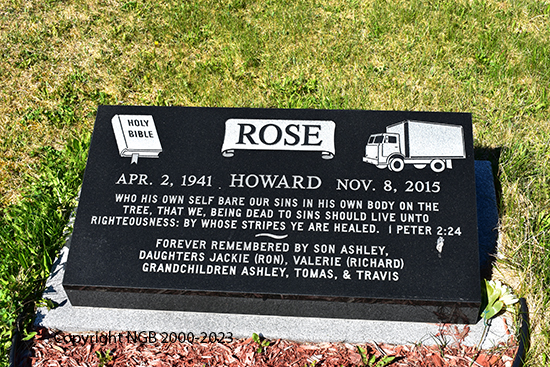 HOLY
BIBLE
ROSE
APR. 2, 1941 HOWARD NOV. 8, 2015
WHO HIS OWN SELF BARE OUR SINS IN HIS OWN BODY ON THE
TREE, THAT WE, BEING DEAD TO SINS SHOULD LIVE UNTO
RIGHTEOUSNESS: BY WHOSE STRIPES YE ARE HEALED. I PETER 2:24
FOREVER REMEMBERED BY SON ASHLEY,
DAUGHTERS JACKIE (RON), VALERIE (RICHARD)
GRANDCHILDREN ASHLEY, TOMAS, & TRAVIS
©Copyright NGB 2000-2023